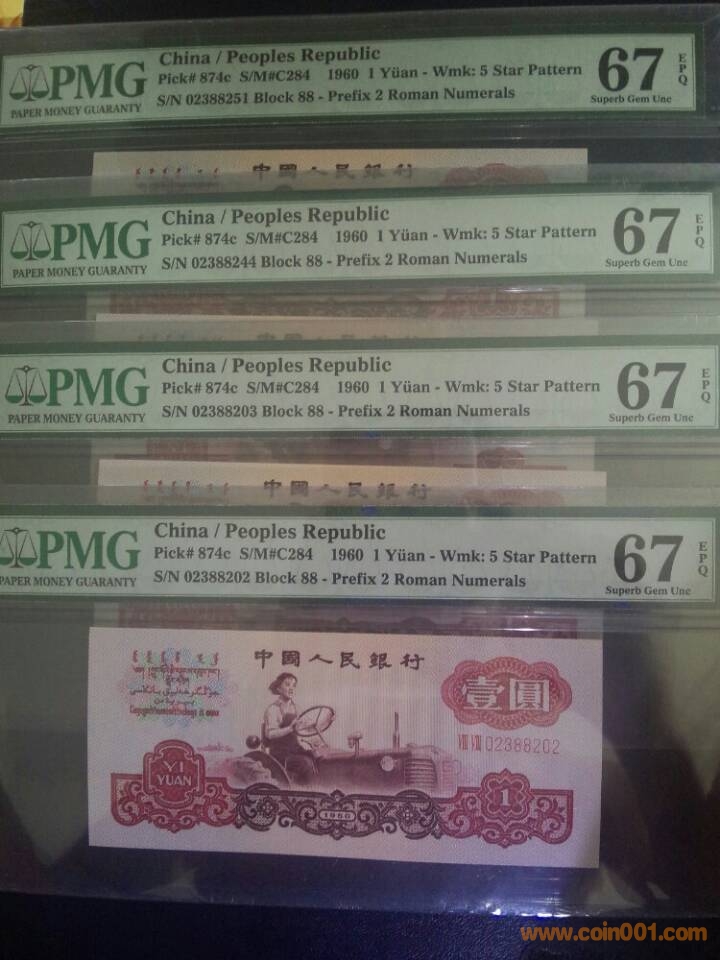 PMG
PAPER MONEY GUARANTY
China / Peoples Republic
Pick# 874c S/M#C284 1960 1 Yüan - Wmk: 5 Star Pattern
S/N 02388251 Block 88 - Prefix 2 Roman Numerals
67
EPQ
Superb Gem Unc
中國人民銀行
PMG
PAPER MONEY GUARANTY
China / Peoples Republic
Pick# 874c S/M#C284 1960 1 Yüan - Wmk: 5 Star Pattern
S/N 02388244 Block 88 - Prefix 2 Roman Numerals
67
EPQ
Superb Gem Unc
PMG
PAPER MONEY GUARANTY
China / Peoples Republic
Pick# 874c S/M#C284 1960 1 Yüan - Wmk: 5 Star Pattern
S/N 02388203 Block 88 - Prefix 2 Roman Numerals
67
EPQ
Superb Gem Unc
中國人民銀行
PMG
PAPER MONEY GUARANTY
China / Peoples Republic
Pick# 874c S/M#C284 1960 1 Yüan - Wmk: 5 Star Pattern
S/N 02388202 Block 88 - Prefix 2 Roman Numerals
67
EPQ
Superb Gem Unc
中國人民銀行
壹圓
VIII VIII 02388202
YI
YUAN
1960
1
www.coin001.com